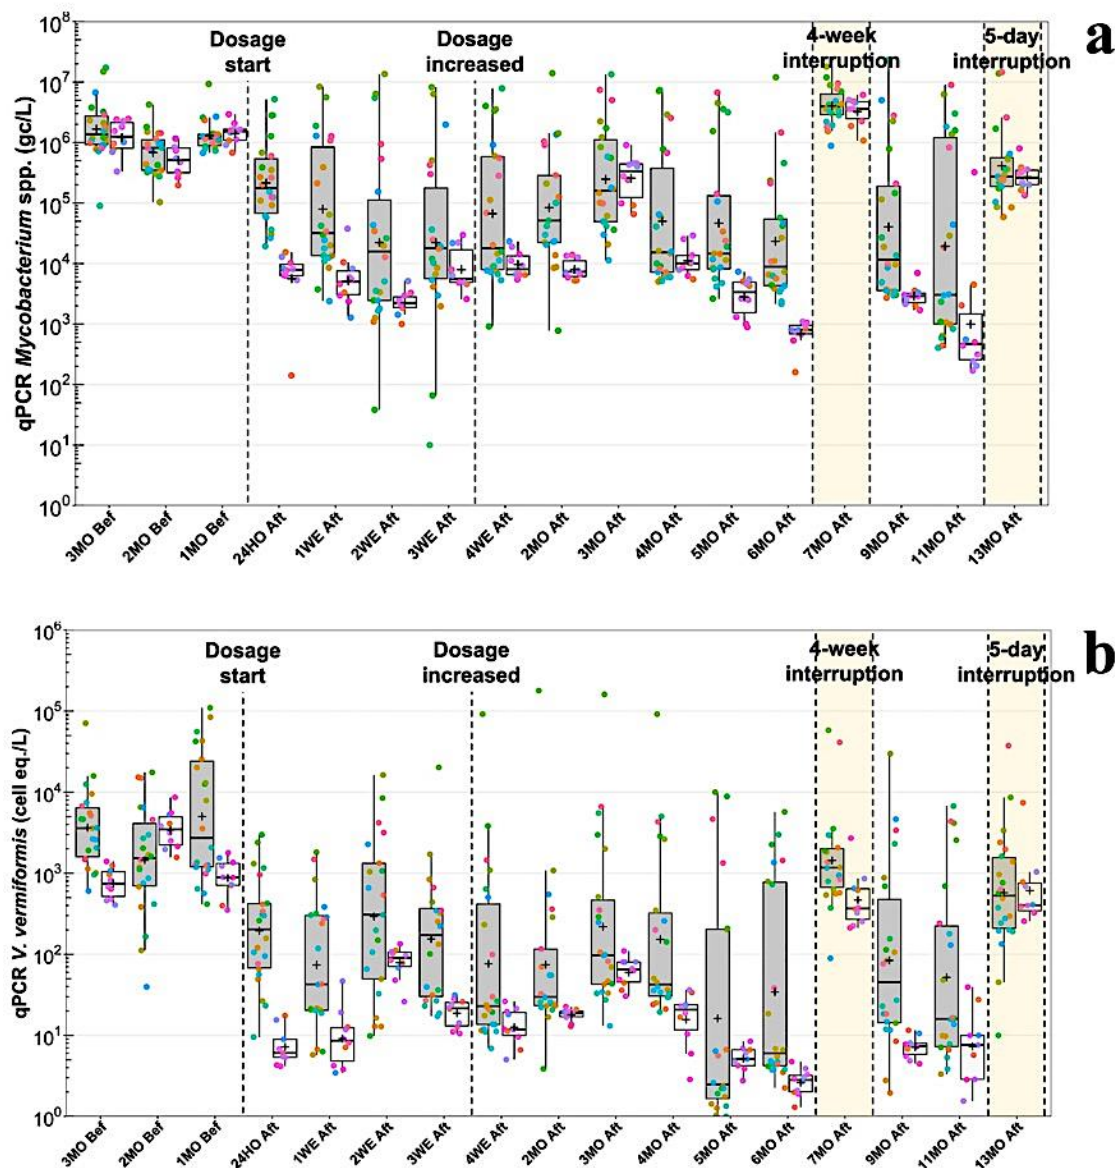 a
Dosage
start
Dosage
increased
4-week
interruption
5-day
interruption
qPCR Mycobacterium spp. (gc/L)
10^8
10^7
10^6
10^5
10^4
10^3
10^2
10^1
10^0
3MO Bef
2MO Bef
1MO Bef
24HO Aft
1WE Aft
2WE Aft
3WE Aft
4WE Aft
2MO Aft
3MO Aft
4MO Aft
5MO Aft
6MO Aft
7MO Aft
9MO Aft
11MO Aft
13MO Aft
b
Dosage
start
Dosage
increased
4-week
interruption
5-day
interruption
qPCR V. vermiformis (cell eq./L)
10^6
10^5
10^4
10^3
10^2
10^1
10^0
3MO Bef
2MO Bef
1MO Bef
24HO Aft
1WE Aft
2WE Aft
3WE Aft
4WE Aft
2MO Aft
3MO Aft
4MO Aft
5MO Aft
6MO Aft
7MO Aft
9MO Aft
11MO Aft
13MO Aft